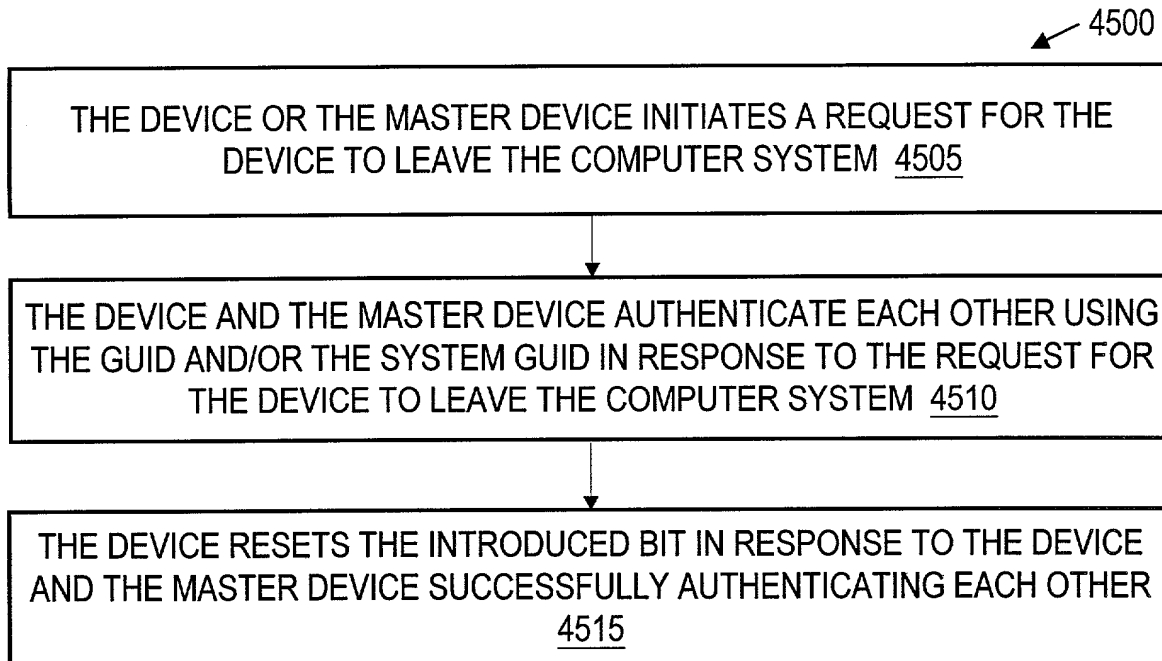 4500
THE DEVICE OR THE MASTER DEVICE INITIATES A REQUEST FOR THE
DEVICE TO LEAVE THE COMPUTER SYSTEM 4505
THE DEVICE AND THE MASTER DEVICE AUTHENTICATE EACH OTHER USING
THE GUID AND/OR THE SYSTEM GUID IN RESPONSE TO THE REQUEST FOR
THE DEVICE TO LEAVE THE COMPUTER SYSTEM 4510
THE DEVICE RESETS THE INTRODUCED BIT IN RESPONSE TO THE DEVICE
AND THE MASTER DEVICE SUCCESSFULLY AUTHENTICATING EACH OTHER
4515